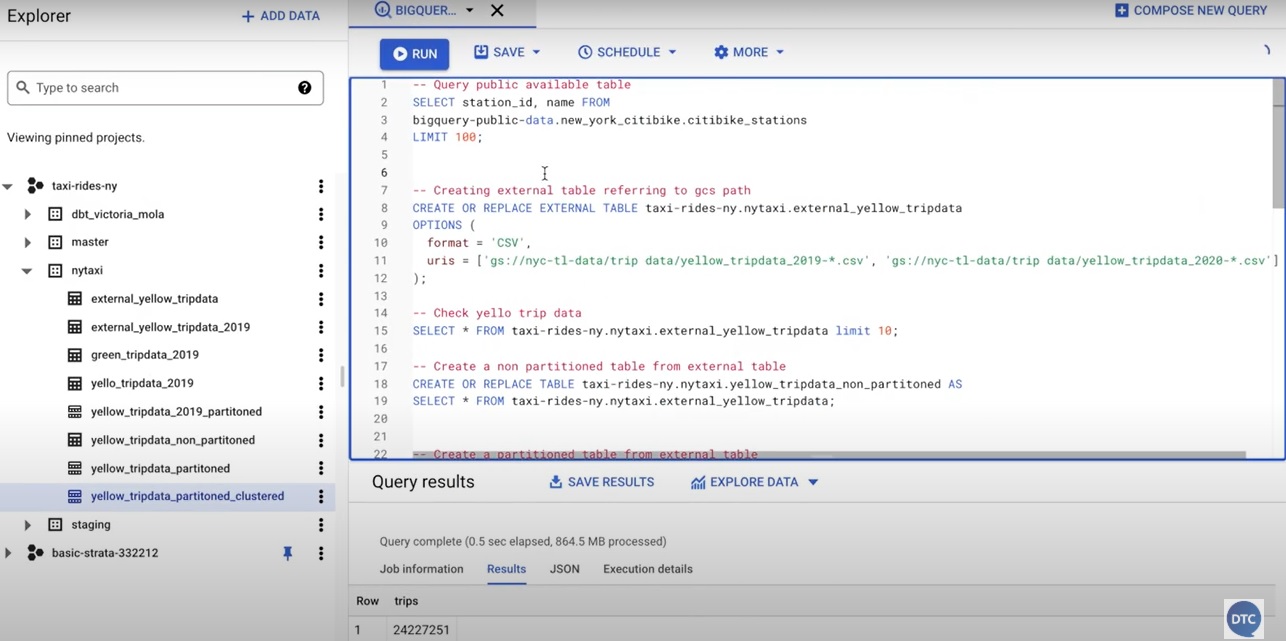 Explorer
+ ADD DATA
Type to search
?
Viewing pinned projects.
taxi-rides-ny
dbt_victoria_mola
master
nytaxi
external_yellow_tripdata
external_yellow_tripdata_2019
green_tripdata_2019
yello_tripdata_2019
yellow_tripdata_2019_partitoned
yellow_tripdata_non_partitoned
yellow_tripdata_partitoned
yellow_tripdata_partitoned_clustered
staging
basic-strata-332212
BIGQUER...
COMPOSE NEW QUERY
RUN SAVE SCHEDULE MORE
1 -- Query public available table
2 SELECT station_id, name FROM
3 bigquery-public-data.new_york_citibike.citibike_stations
4 LIMIT 100;
5
6
7 -- Creating external table referring to gcs path
8 CREATE OR REPLACE EXTERNAL TABLE taxi-rides-ny.nytaxi.external_yellow_tripdata
9 OPTIONS (
10 format = 'CSV',
11 uris = ['gs://nyc-tl-data/trip data/yellow_tripdata_2019-*.csv', 'gs://nyc-tl-data/trip data/yellow_tripdata_2020-*.csv']
12 );
13
14 -- Check yello trip data
15 SELECT * FROM taxi-rides-ny.nytaxi.external_yellow_tripdata limit 10;
16
17 -- Create a non partitioned table from external table
18 CREATE OR REPLACE TABLE taxi-rides-ny.nytaxi.yellow_tripdata_non_partitoned AS
19 SELECT * FROM taxi-rides-ny.nytaxi.external_yellow_tripdata;
20
21
22 -- Create a partitioned table from external table
Query results
SAVE RESULTS
EXPLORE DATA
Query complete (0.5 sec elapsed, 864.5 MB processed)
Job information Results JSON Execution details
Row trips
1 24227251
DTC